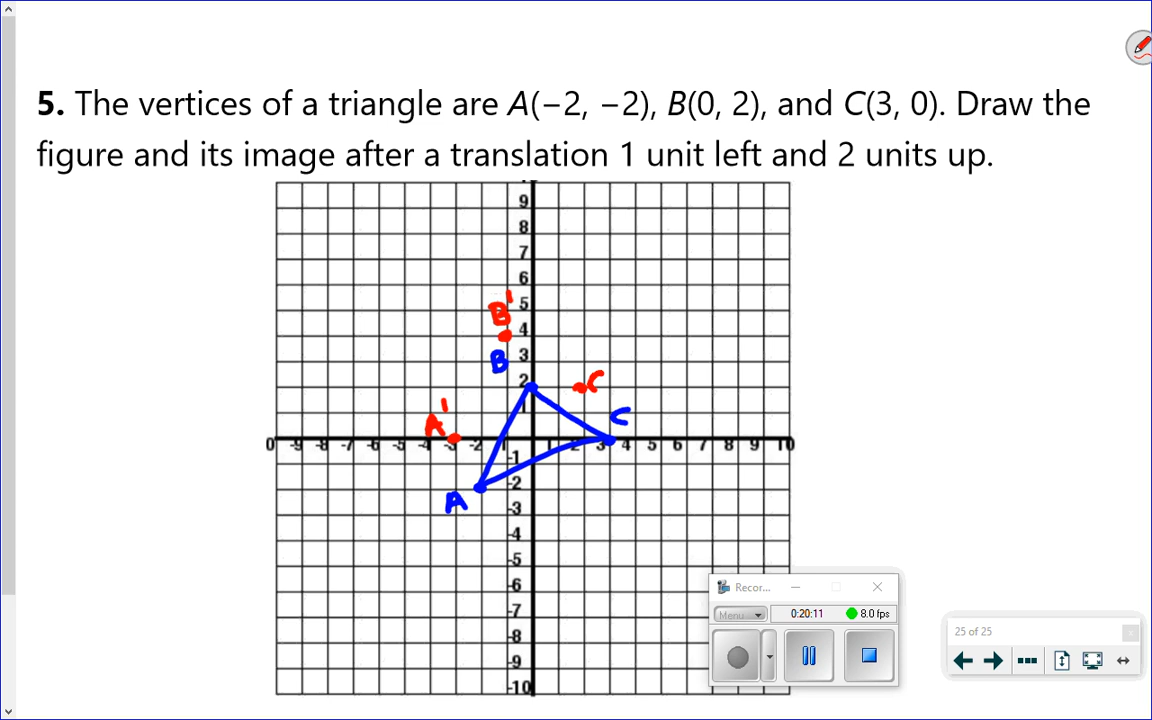 5. The vertices of a triangle are A(−2, −2), B(0, 2), and C(3, 0). Draw the
figure and its image after a translation 1 unit left and 2 units up.
9
8
7
6
B' 5
4
B 3
2 C
A' 1 C
0 -9 -8 -7 -6 -5 -4 -3 -2 1 2 3 4 5 6 7 8 9 10
-1
-2
A -3
-4
-5
-6
-7
-8
-9
-10
Recor...
Menu 0:20:11 8.0 fps
25 of 25